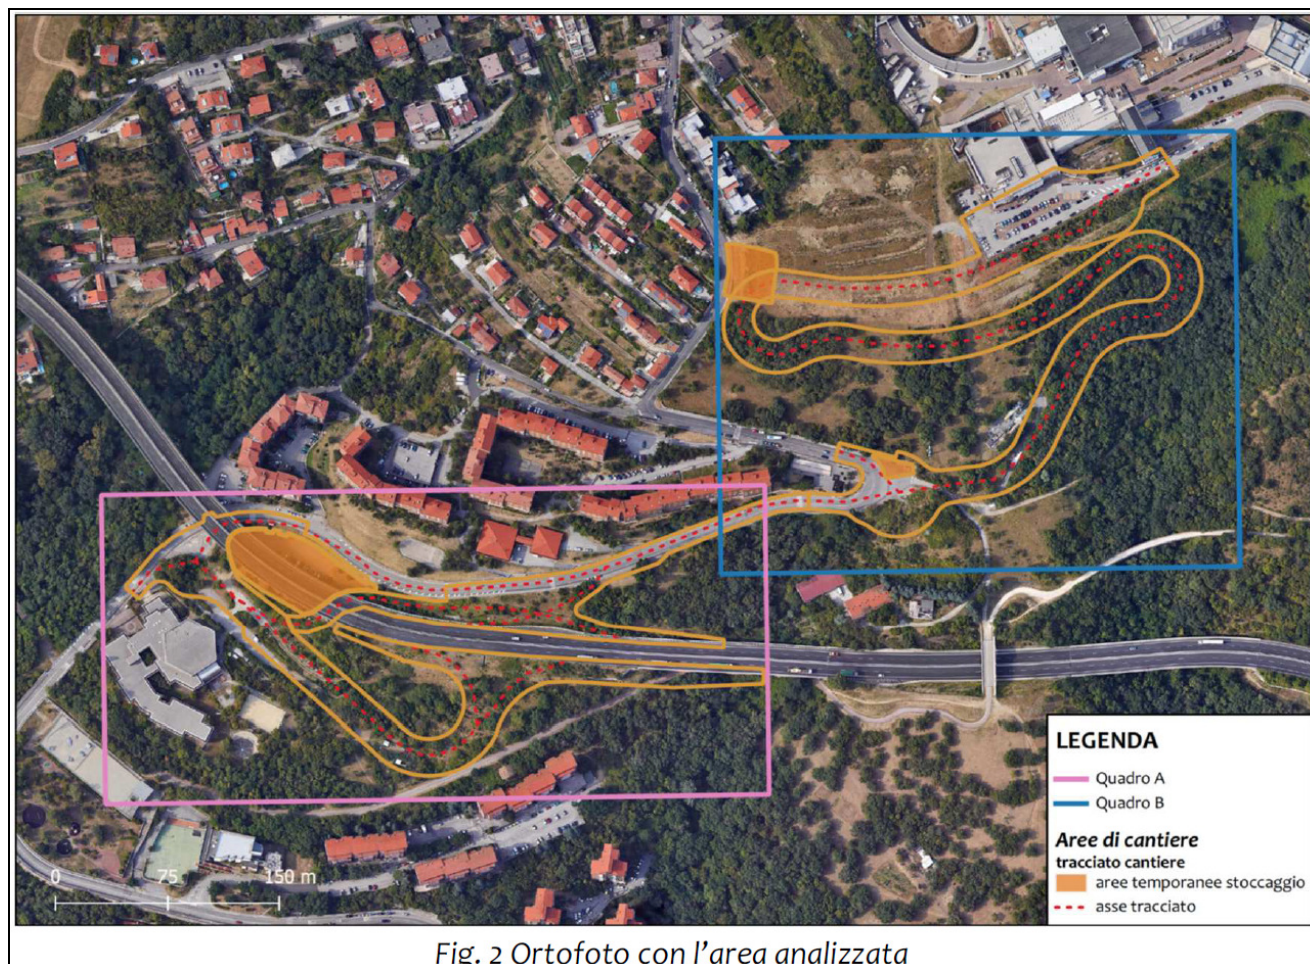 LEGENDA
Quadro A
Quadro B
Aree di cantiere
tracciato cantiere
aree temporanee stoccaggio
asse tracciato
0 75 150 m
Fig. 2 Ortofoto con l'area analizzata